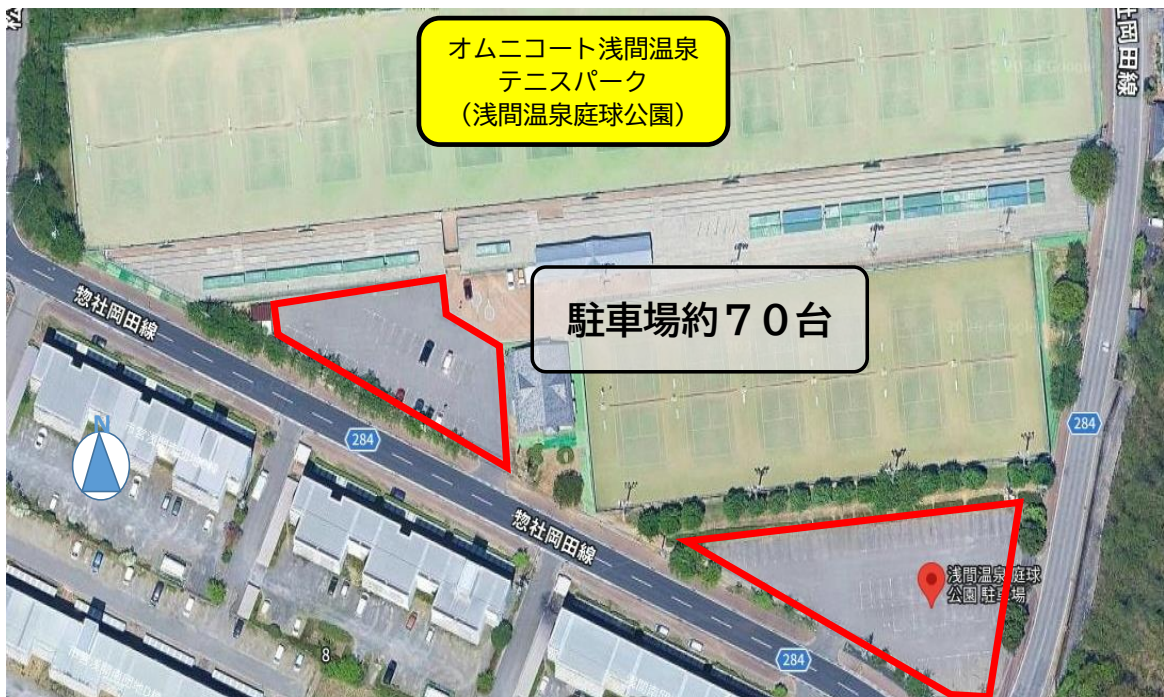 オムニコート浅間温泉
テニスパーク
（浅間温泉庭球公園）
社岡田線
惣社岡田線
駐車場約７０台
N
284
284
惣社岡田線
浅間温泉庭球
公園 駐車場
284
8